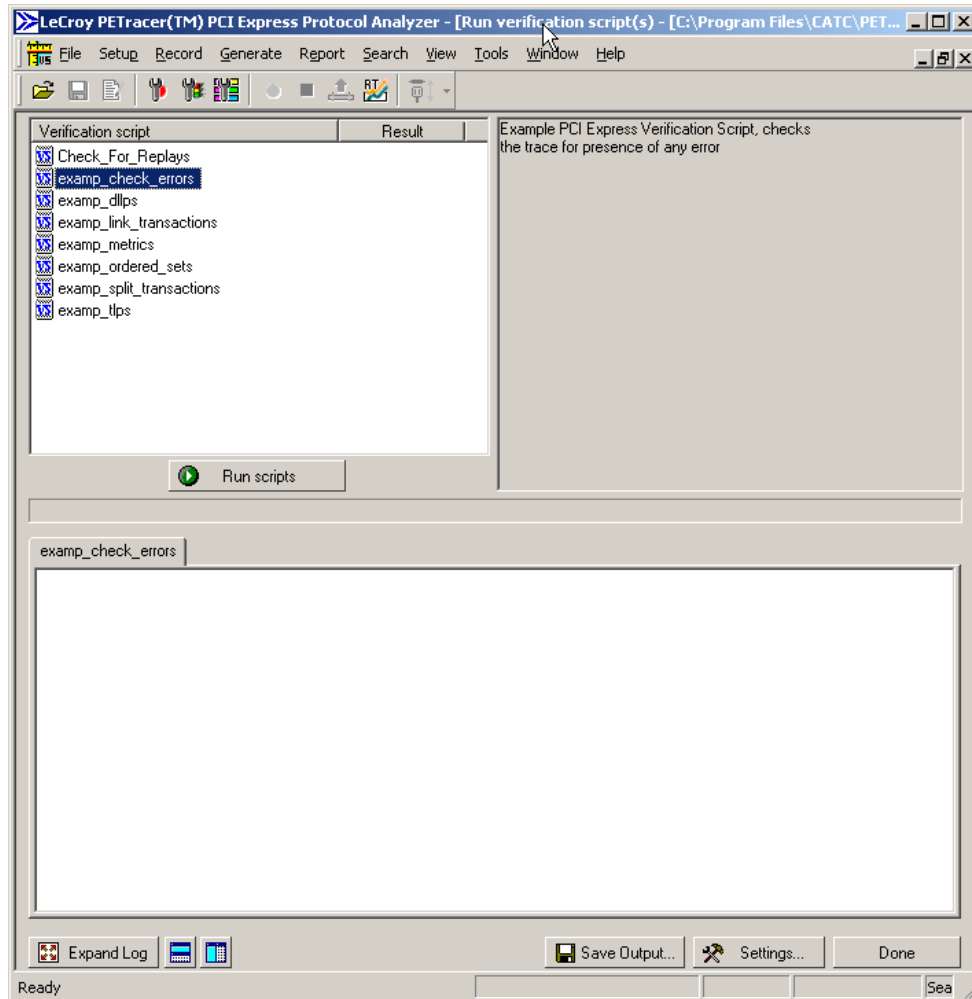 LeCroy PETracer(TM) PCI Express Protocol Analyzer - [Run verification script(s) - [C:\Program Files\CATC\PET...
File Setup Record Generate Report Search View Tools Window Help
Verification script Result
Check_For_Replays
examp_check_errors
examp_dllps
examp_link_transactions
examp_metrics
examp_ordered_sets
examp_split_transactions
examp_tlps
Example PCI Express Verification Script, checks
the trace for presence of any error
Run scripts
examp_check_errors
Expand Log Save Output... Settings... Done
Ready Sea